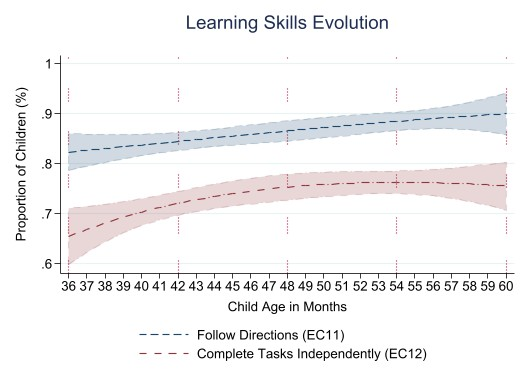 Learning Skills Evolution
Proportion of Children (%)
1
.9
.8
.7
.6
36 37 38 39 40 41 42 43 44 45 46 47 48 49 50 51 52 53 54 55 56 57 58 59 60
Child Age in Months
Follow Directions (EC11)
Complete Tasks Independently (EC12)